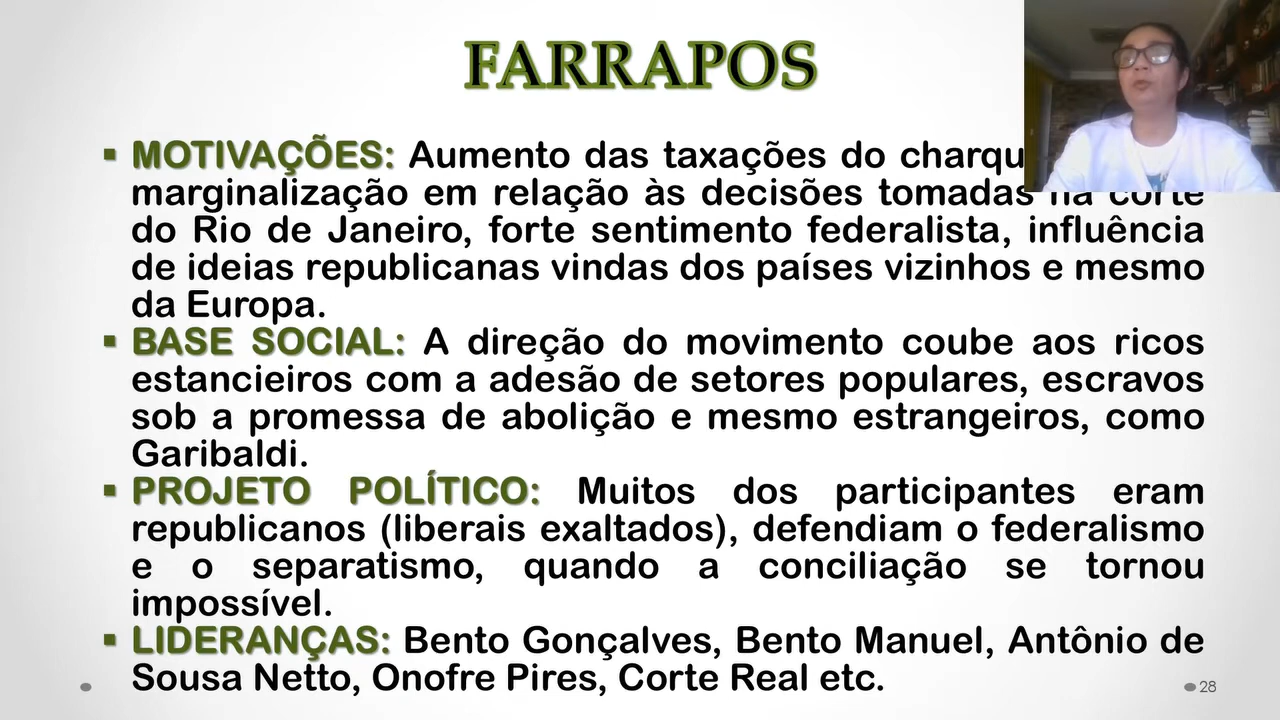 FARRAPOS
▪ MOTIVAÇÕES: Aumento das taxações do
marginalização em relação às decisões tomadas na corte
do Rio de Janeiro, forte sentimento federalista, influência
de ideias republicanas vindas dos países vizinhos e mesmo
da Europa.
▪ BASE SOCIAL: A direção do movimento coube aos ricos
estancieiros com a adesão de setores populares, escravos
sob a promessa de abolição e mesmo estrangeiros, como
Garibaldi.
▪ PROJETO POLÍTICO: Muitos dos participantes eram
republicanos (liberais exaltados), defendiam o federalismo
e o separatismo, quando a conciliação se tornou
impossível.
▪ LIDERANÇAS: Bento Gonçalves, Bento Manuel, Antônio de
Sousa Netto, Onofre Pires, Corte Real etc.
28